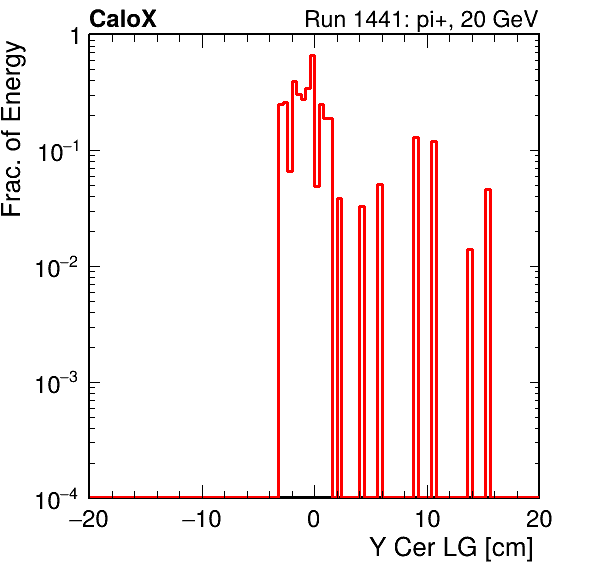 CaloX Run 1441: pi+, 20 GeV
Frac. of Energy
1
10⁻¹
10⁻²
10⁻³
10⁻⁴
−20 −10 0 10 20
Y Cer LG [cm]